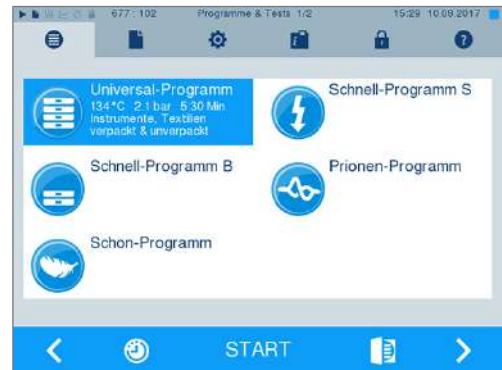 677 : 102 Programme & Tests 1/2 15:29 10.08.2017
Universal-Programm
134°C 2.1 bar 5:30 Min
Instrumente, Textilien
verpackt & unverpackt
Schnell-Programm S
Schnell-Programm B
Prionen-Programm
Schon-Programm
START